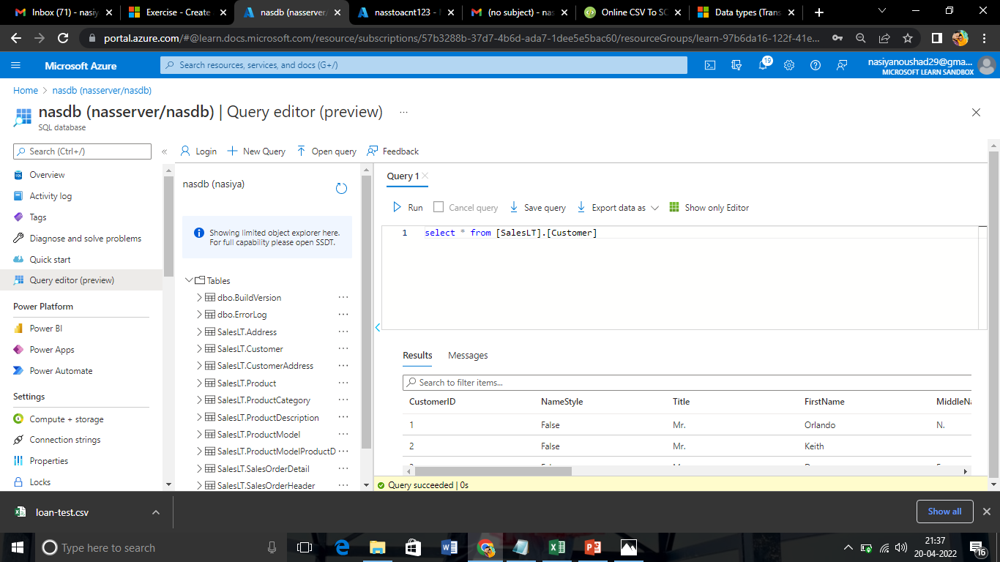 Inbox (71) - nasiy
Exercise - Create
nasdb (nasserver/
nasstoacnt123 -
(no subject) - nas
Online CSV To SQ
Data types (Trans
portal.azure.com/#@learn.docs.microsoft.com/resource/subscriptions/57b3288b-37d7-4b6d-ada7-1dee5e5bac60/resourceGroups/learn-97b6da16-122f-41e...
Microsoft Azure
Search resources, services, and docs (G+/)
19
nasiyanoushad29@gma...
MICROSOFT LEARN SANDBOX
Home > nasdb (nasserver/nasdb)
nasdb (nasserver/nasdb) | Query editor (preview) ...
SQL database
Search (Ctrl+/)
Overview
Activity log
Tags
Diagnose and solve problems
Quick start
Query editor (preview)
Power Platform
Power BI
Power Apps
Power Automate
Settings
Compute + storage
Connection strings
Properties
Locks
Login New Query Open query Feedback
nasdb (nasiya)
Showing limited object explorer here.
For full capability please open SSDT.
Tables
dbo.BuildVersion
dbo.ErrorLog
SalesLT.Address
SalesLT.Customer
SalesLT.CustomerAddress
SalesLT.Product
SalesLT.ProductCategory
SalesLT.ProductDescription
SalesLT.ProductModel
SalesLT.ProductModelProductD
SalesLT.SalesOrderDetail
SalesLT.SalesOrderHeader
Query 1
Run Cancel query Save query Export data as Show only Editor
1 select * from [SalesLT].[Customer]
Results Messages
Search to filter items...
CustomerID NameStyle Title FirstName MiddleNa
1 False Mr. Orlando N.
2 False Mr. Keith
Query succeeded | 0s
loan-test.csv
Show all
Type here to search
21:37
20-04-2022
16